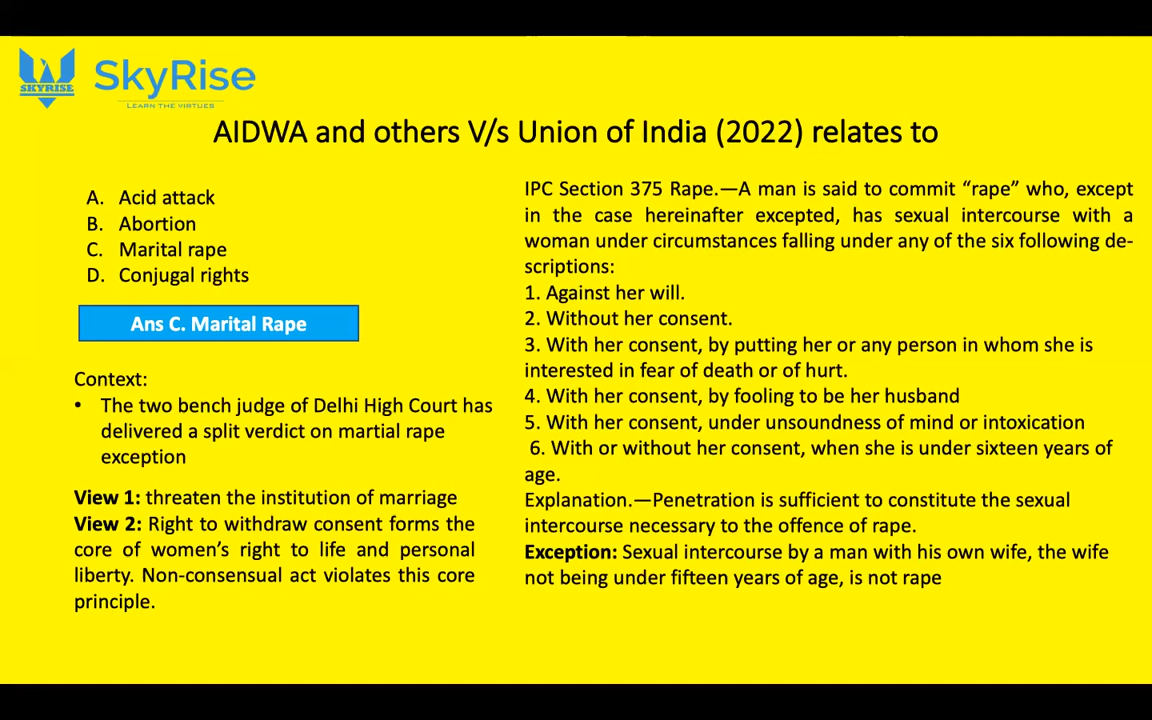 SKYRISE
SkyRise
LEARN THE VIRTUES
AIDWA and others V/s Union of India (2022) relates to
A. Acid attack
B. Abortion
C. Marital rape
D. Conjugal rights
Ans C. Marital Rape
Context:
• The two bench judge of Delhi High Court has
delivered a split verdict on martial rape
exception
View 1: threaten the institution of marriage
View 2: Right to withdraw consent forms the
core of women's right to life and personal
liberty. Non-consensual act violates this core
principle.
IPC Section 375 Rape.—A man is said to commit “rape” who, except
in the case hereinafter excepted, has sexual intercourse with a
woman under circumstances falling under any of the six following de-
scriptions:
1. Against her will.
2. Without her consent.
3. With her consent, by putting her or any person in whom she is
interested in fear of death or of hurt.
4. With her consent, by fooling to be her husband
5. With her consent, under unsoundness of mind or intoxication
6. With or without her consent, when she is under sixteen years of
age.
Explanation.—Penetration is sufficient to constitute the sexual
intercourse necessary to the offence of rape.
Exception: Sexual intercourse by a man with his own wife, the wife
not being under fifteen years of age, is not rape